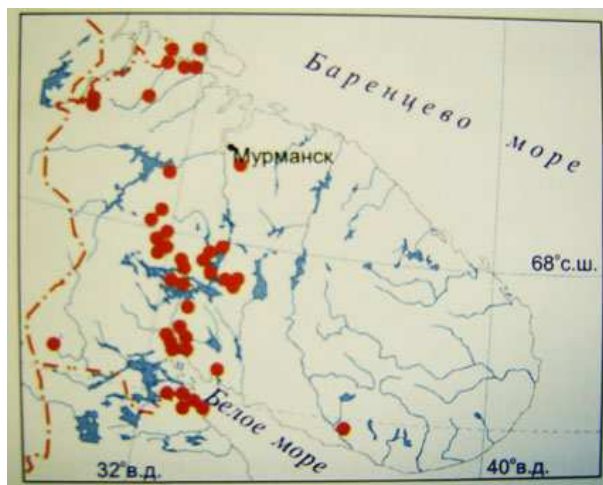 Баренцево море
Мурманск
68°с.ш.
Белое море
32°в.д.
40°в.д.